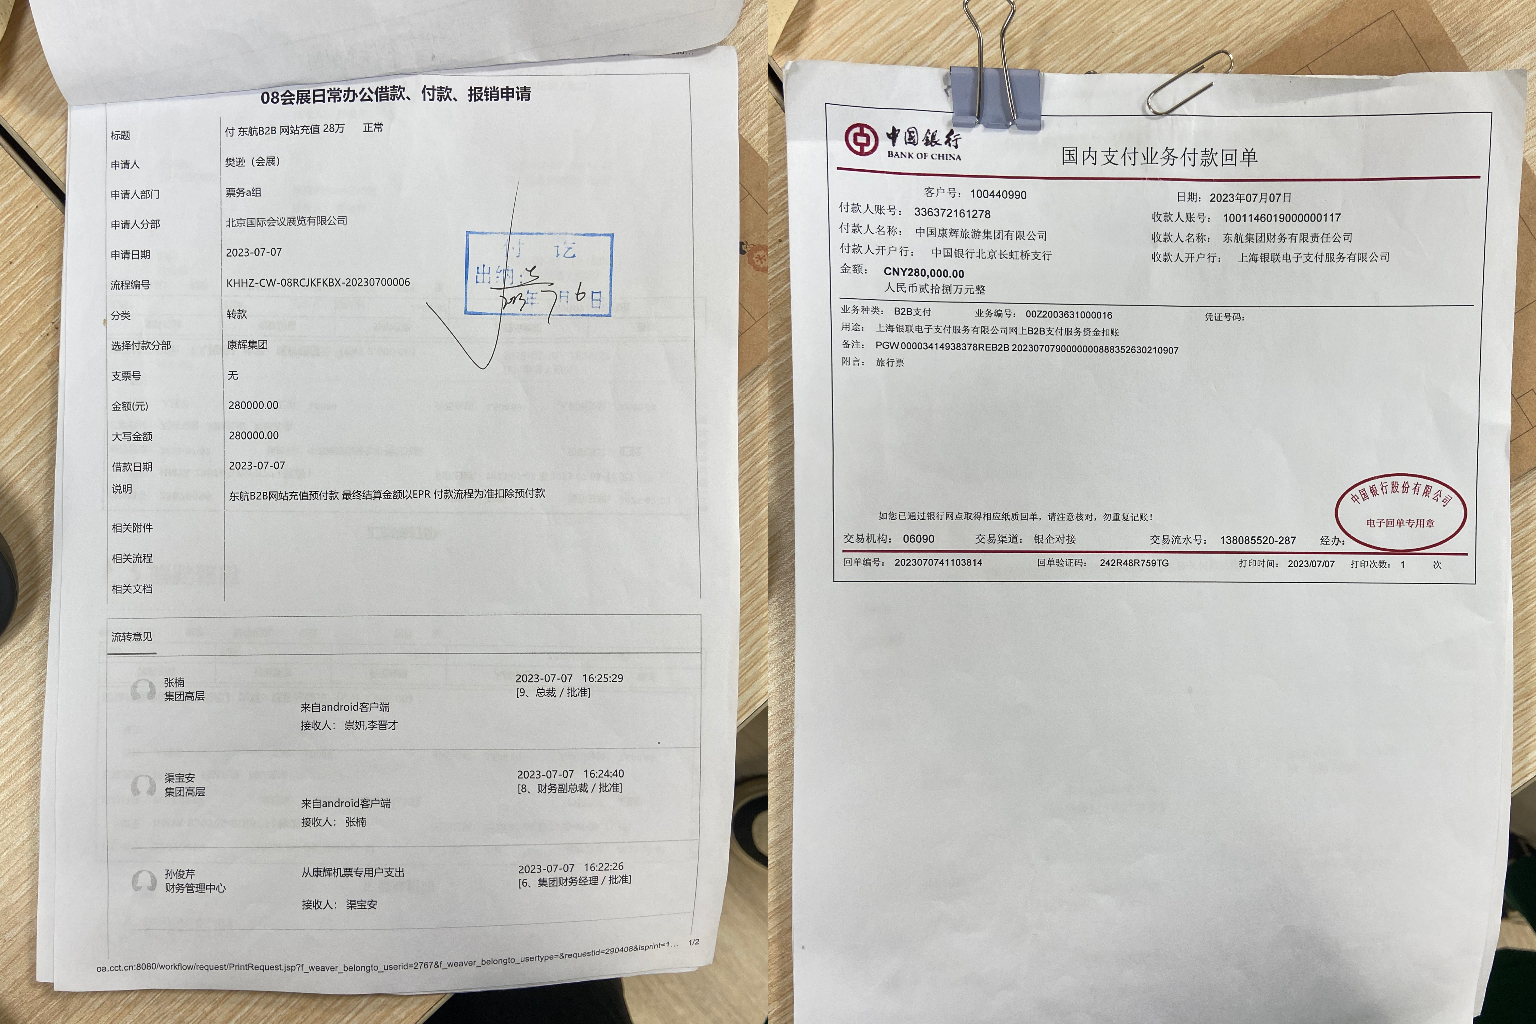 08会展日常办公借款、付款、报销申请
标题 付 东航B2B 网站充值 28万 正常
申请人 樊逊（会展）
申请人部门 票务a组
申请人分部 北京国际会议展览有限公司
申请日期 2023-07-07
流程编号 KHHZ-CW-08RCJKFKBX-20230700006
分类 转款
选择付款分部 康辉集团
支票号 无
金额(元) 280000.00
大写金额 280000.00
借款日期 2023-07-07
说明 东航B2B网站充值预付款 最终结算金额以EPR 付款流程为准扣除预付款
相关附件
相关流程
相关文档
付 讫
出纳:
年7月6日
流转意见
张楠 2023-07-07 16:25:29
集团高层 [9、总裁 / 批准]
来自android客户端
接收人： 崇妍,李晋才
渠宝安 2023-07-07 16:24:40
集团高层 [8、财务副总裁 / 批准]
来自android客户端
接收人： 张楠
孙俊芹 从康辉机票专用户支出 2023-07-07 16:22:26
财务管理中心 [6、集团财务经理 / 批准]
接收人： 渠宝安
oa.cct.cn:8080/workflow/request/PrintRequest.jsp?f_weaver_belongto_userid=2767&f_weaver_belongto_usertype=&requestid=290408&isprint=1... 1/2
中国银行
BANK OF CHINA
国内支付业务付款回单
客户号： 100440990 日期： 2023年07月07日
付款人账号： 336372161278 收款人账号： 1001146019000000117
付款人名称： 中国康辉旅游集团有限公司 收款人名称： 东航集团财务有限责任公司
付款人开户行： 中国银行北京长虹桥支行 收款人开户行： 上海银联电子支付服务有限公司
金额： CNY280,000.00
人民币贰拾捌万元整
业务种类： B2B支付 业务编号： 00Z2003631000016 凭证号码：
用途： 上海银联电子支付服务有限公司网上B2B支付服务资金扣账
备注： PGW00003414938378REB2B 2023070790000000888352630210907
附言： 旅行票
中国银行股份有限公司
电子回单专用章
如您已通过银行网点取得相应纸质回单，请注意核对，勿重复记账！
交易机构： 06090 交易渠道： 银企对接 交易流水号： 138085520-287 经办：
回单编号： 2023070741103814 回单验证码： 242R48R759TG 打印时间： 2023/07/07 打印次数： 1 次